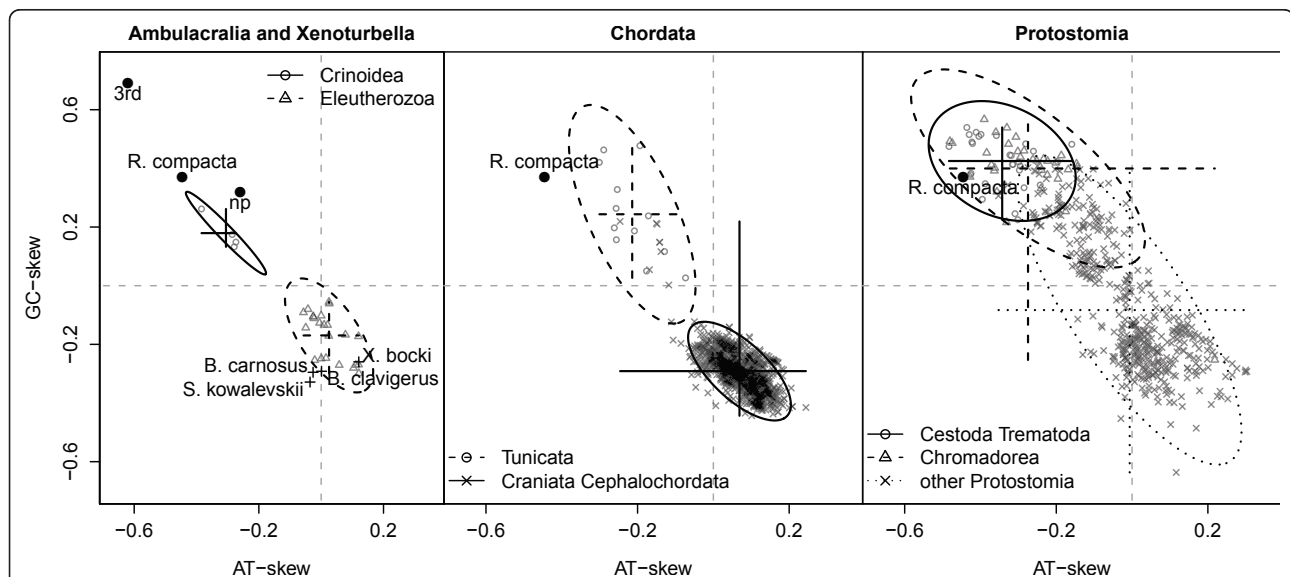 Ambulacralia and Xenoturbella
Chordata
Protostomia
GC−skew
0.6
0.2
−0.2
−0.6
3rd
R. compacta
np
Crinoidea
Eleutherozoa
B. carnosus
S. kowalevskii
X. bocki
B. clavigerus
R. compacta
Tunicata
Craniata Cephalochordata
R. compacta
Cestoda Trematoda
Chromadorea
other Protostomia
−0.6
−0.2
0.2
−0.6
−0.2
0.2
−0.6
−0.2
0.2
AT−skew
AT−skew
AT−skew